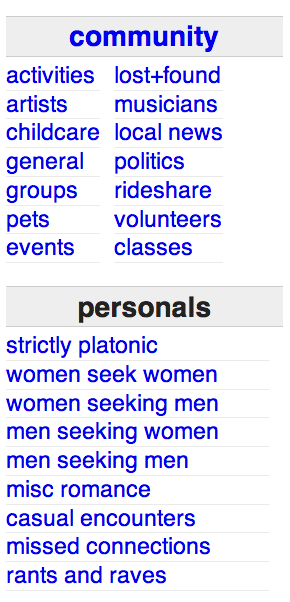 community
activities lost+found
artists musicians
childcare local news
general politics
groups rideshare
pets volunteers
events classes
personals
strictly platonic
women seek women
women seeking men
men seeking women
men seeking men
misc romance
casual encounters
missed connections
rants and raves